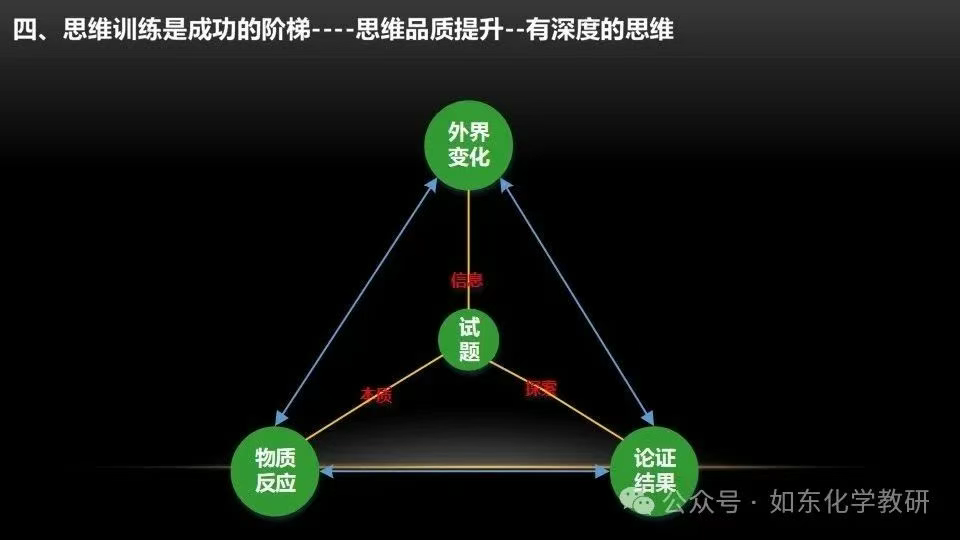 四、思维训练是成功的阶梯----思维品质提升--有深度的思维
外界
变化
信息
试
题
本质
探索
物质
反应
论证
结果
公众号 · 如东化学教研